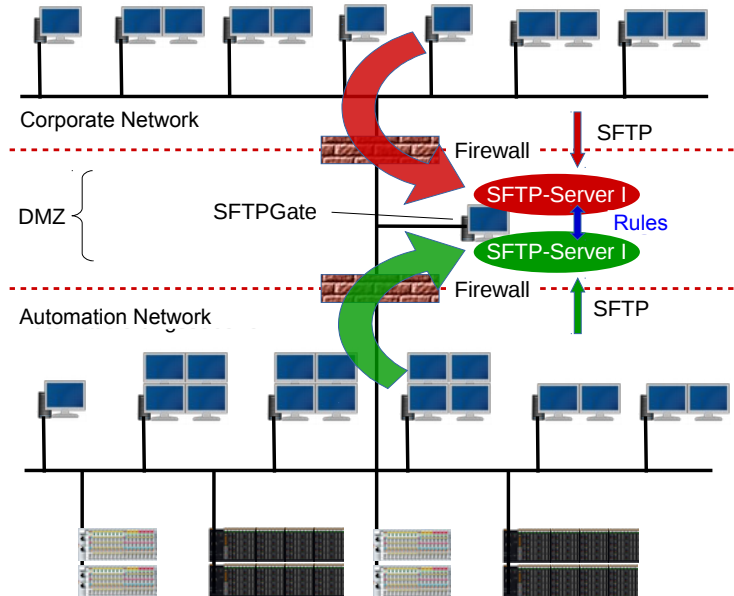 Corporate Network
SFTP
Firewall
SFTP-Server I
DMZ
SFTPGate
Rules
SFTP-Server I
Firewall
Automation Network
SFTP